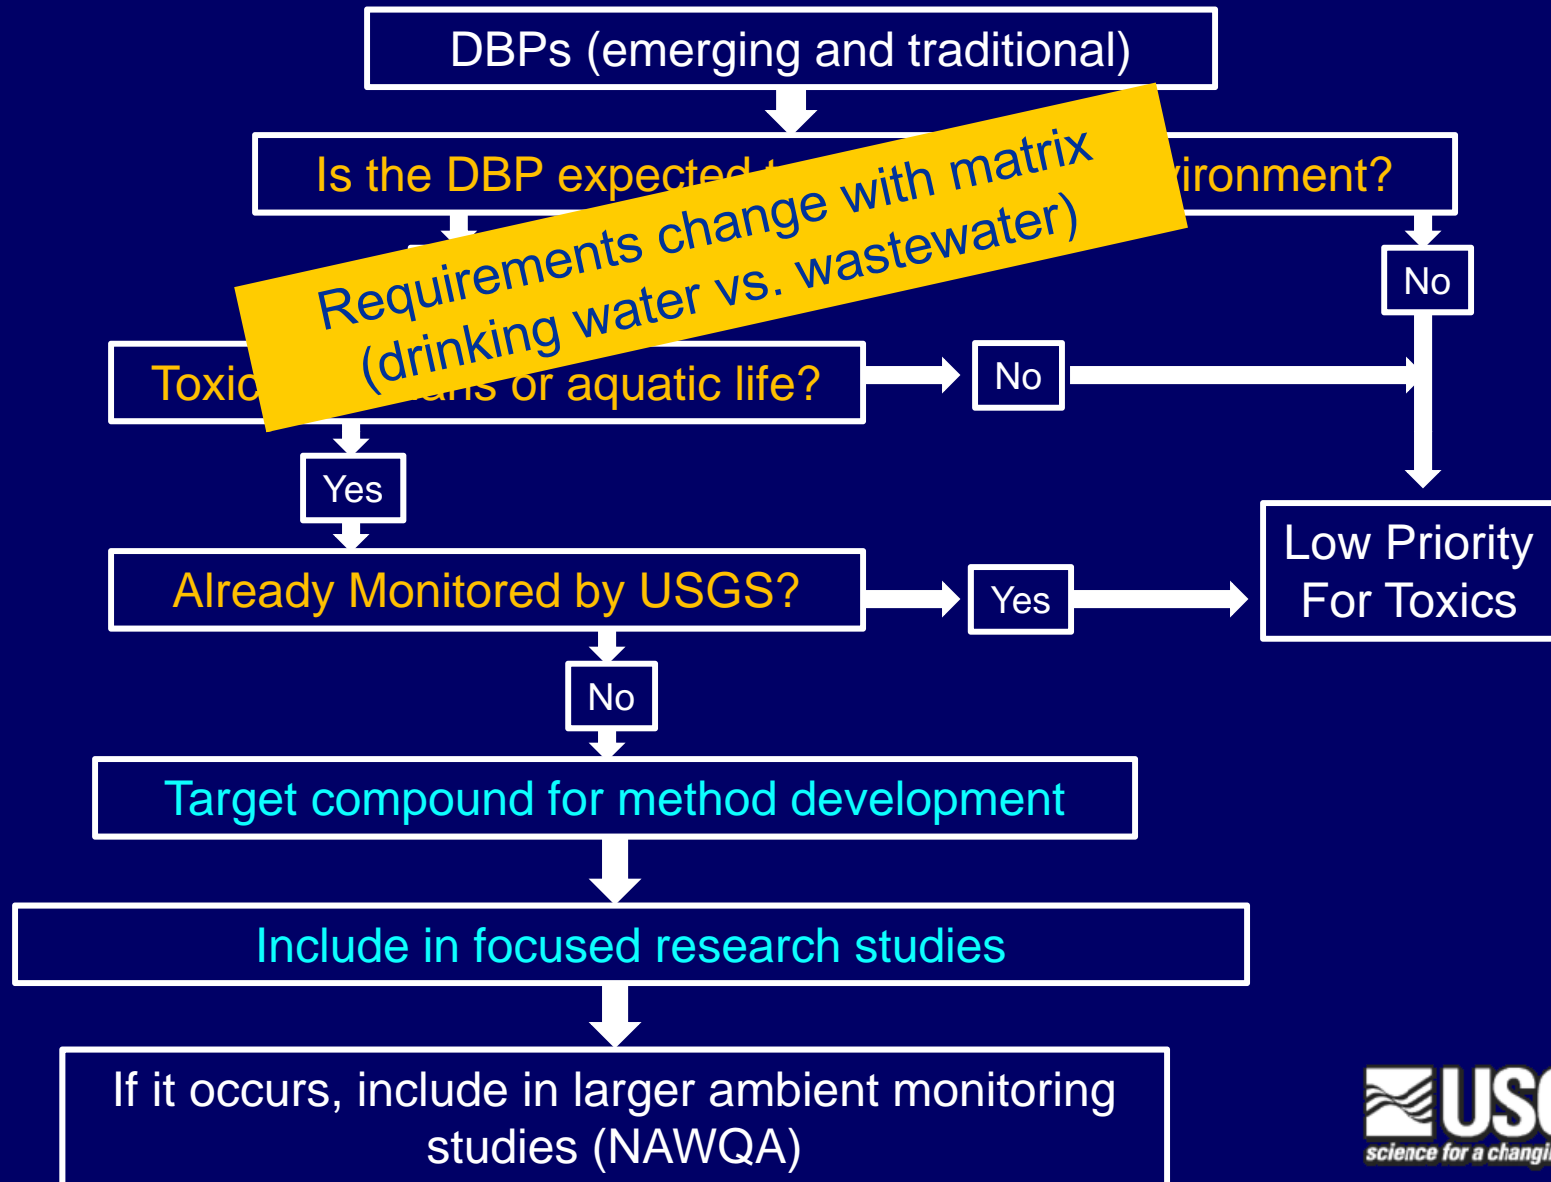 DBPs (emerging and traditional)
Is the DBP expected
ironment?
Requirements change with matrix
(drinking water vs. wastewater)
No
Toxic
or aquatic life?
No
Yes
Already Monitored by USGS?
Yes
Low Priority
For Toxics
No
Target compound for method development
Include in focused research studies
If it occurs, include in larger ambient monitoring
studies (NAWQA)
USG
science for a changin